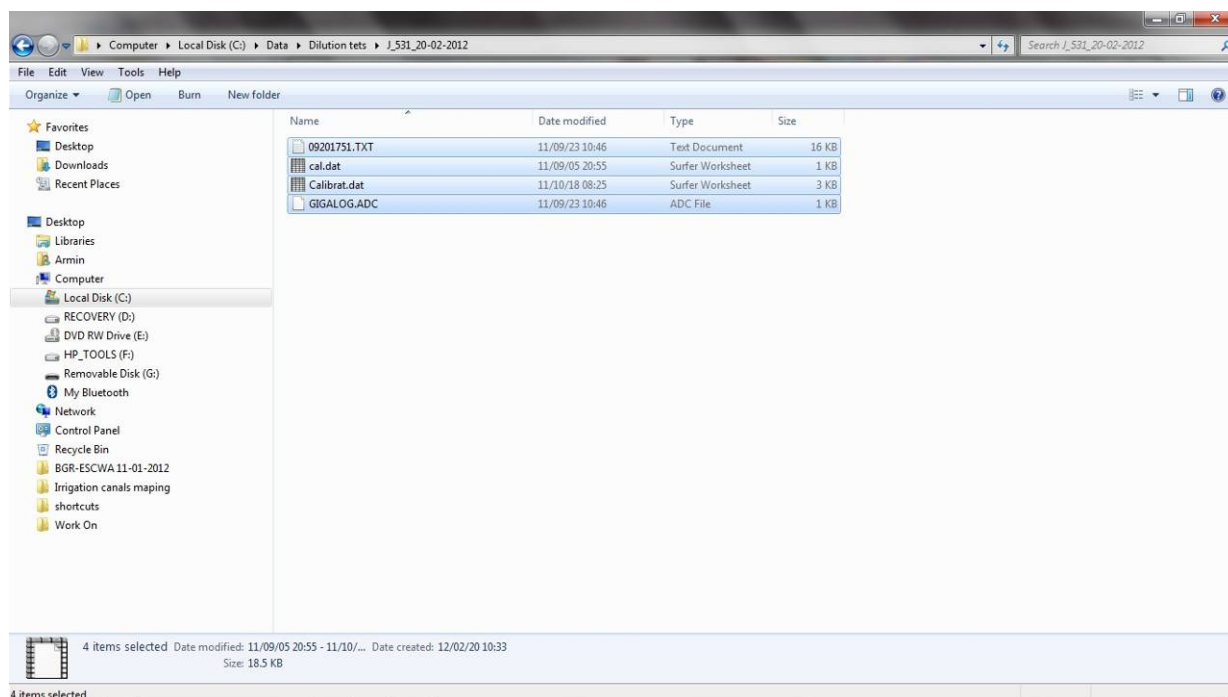 Computer ▸ Local Disk (C:) ▸ Data ▸ Dilution tets ▸ J_531_20-02-2012
Search J_531_20-02-2012
File Edit View Tools Help
Organize Open Burn New folder
Name Date modified Type Size
09201751.TXT 11/09/23 10:46 Text Document 16 KB
cal.dat 11/09/05 20:55 Surfer Worksheet 1 KB
Calibrat.dat 11/10/18 08:25 Surfer Worksheet 3 KB
GIGALOG.ADC 11/09/23 10:46 ADC File 1 KB
Favorites
Desktop
Downloads
Recent Places
Desktop
Libraries
Armin
Computer
Local Disk (C:)
RECOVERY (D:)
DVD RW Drive (E:)
HP_TOOLS (F:)
Removable Disk (G:)
My Bluetooth
Network
Control Panel
Recycle Bin
BGR-ESCWA 11-01-2012
Irrigation canals maping
shortcuts
Work On
4 items selected Date modified: 11/09/05 20:55 - 11/10/... Date created: 12/02/20 10:33
Size: 18.5 KB
4 items selected